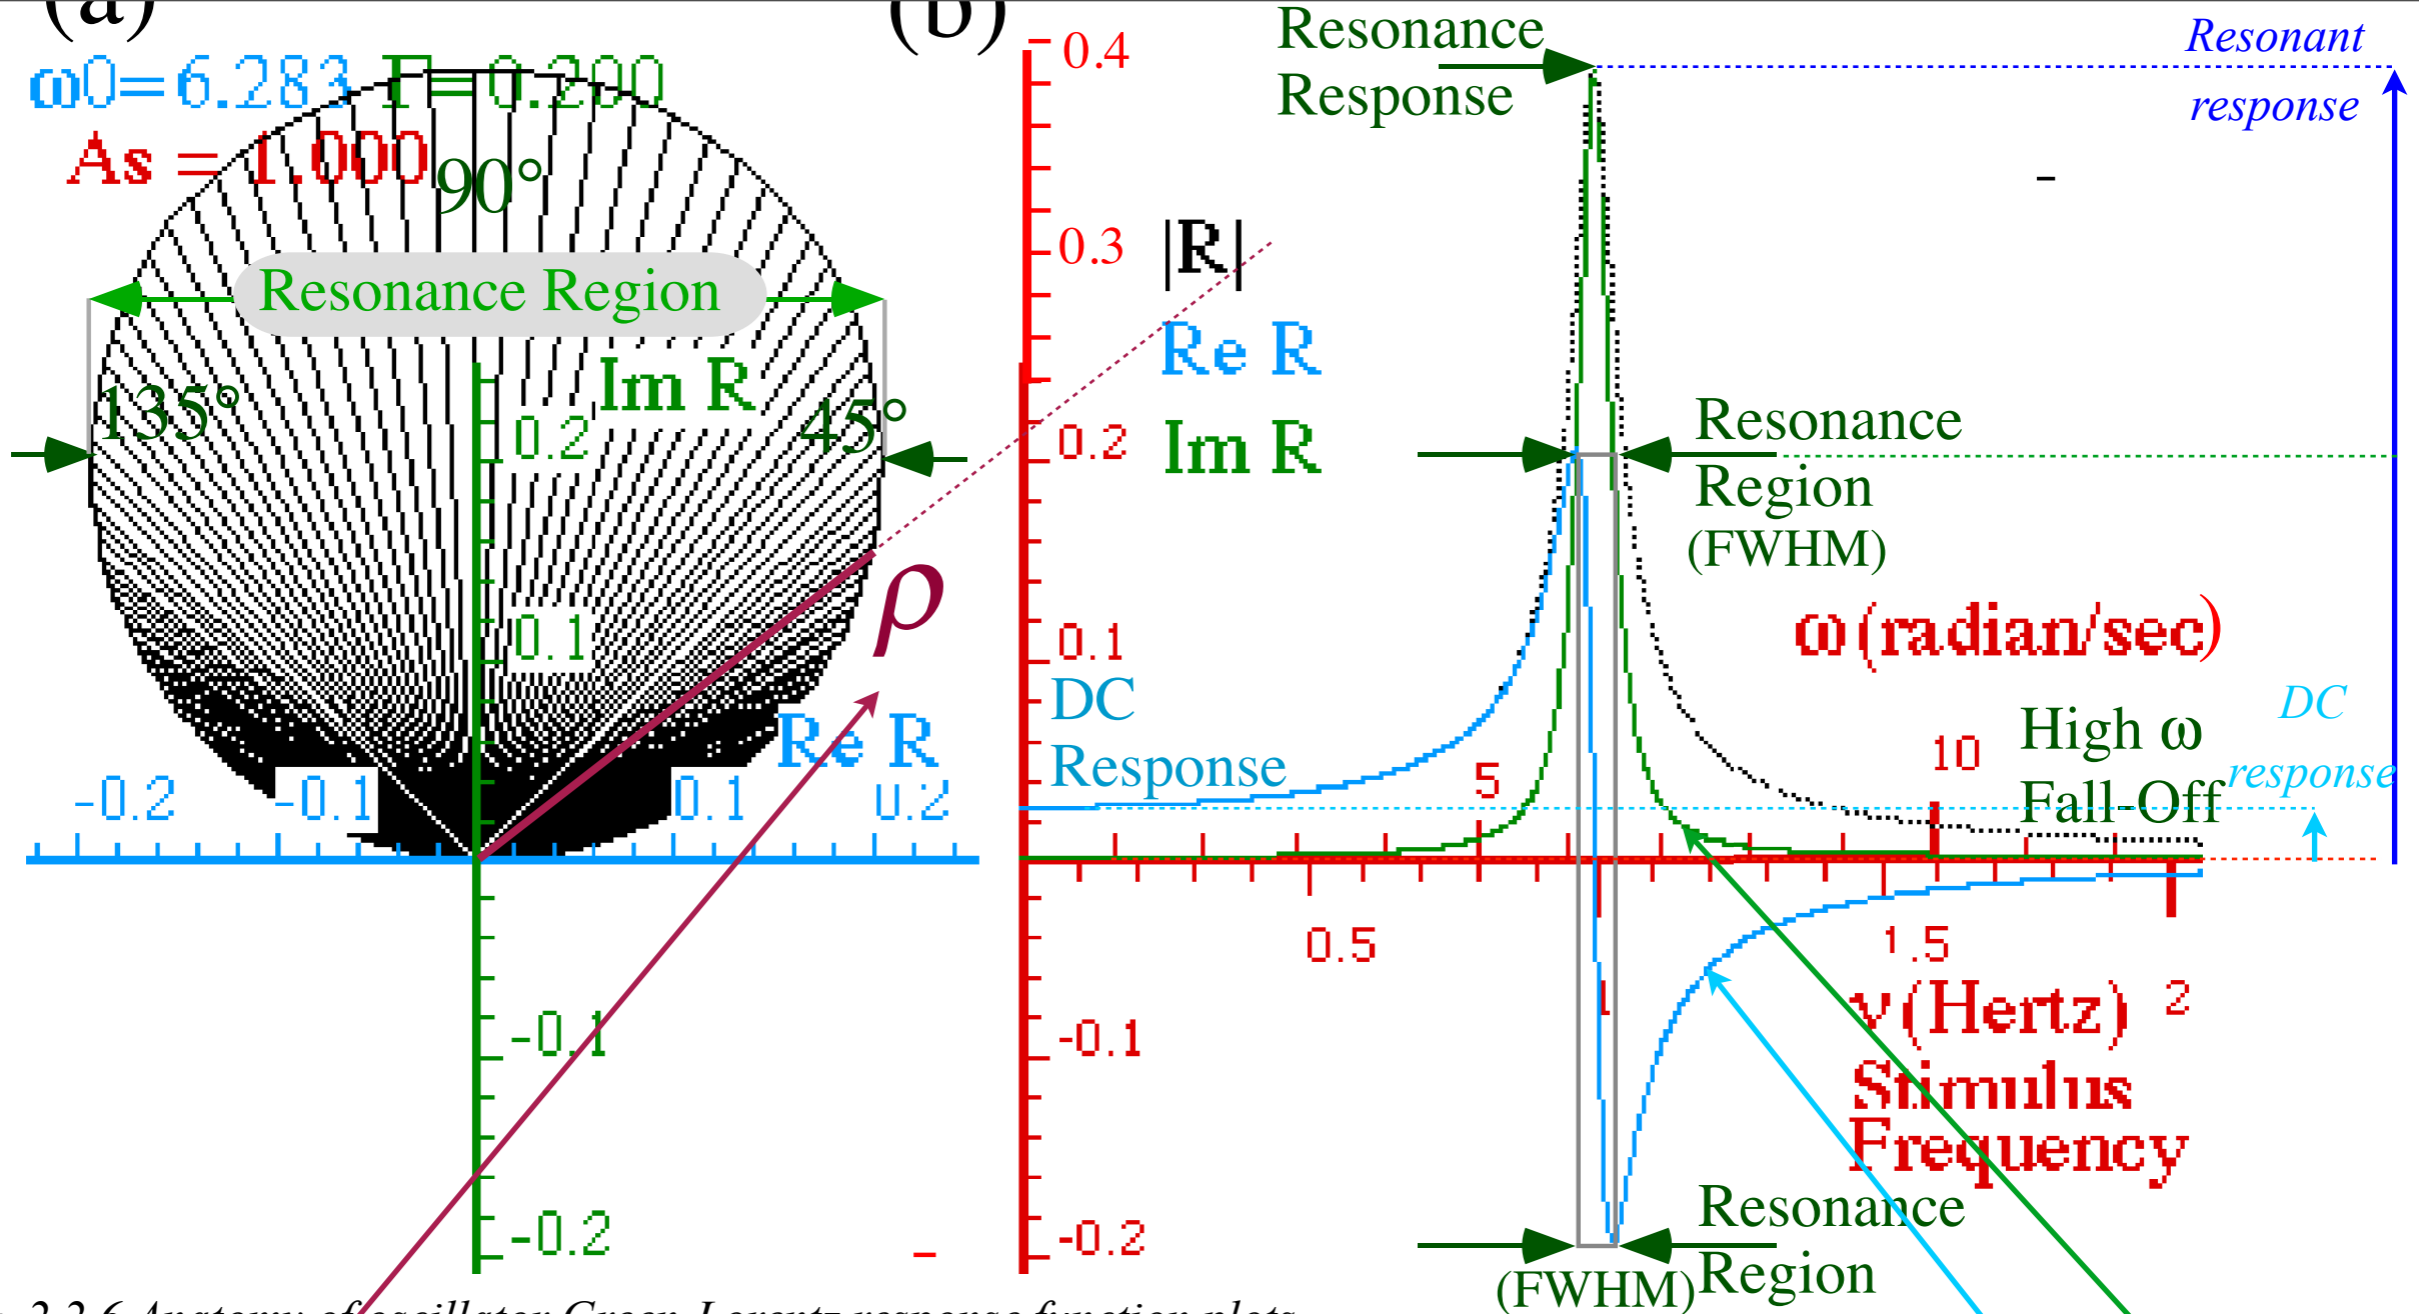 (a)
ω0=6.283 Γ=0.200
As = 1.000
90°
Resonance Region
135°
45°
Im R
0.2
0.1
ρ
Re R
-0.2
-0.1
0.1
0.2
-0.1
-0.2
(b)
0.4
0.3
0.2
0.1
-0.1
-0.2
|R|
Re R
Im R
Resonance
Response
Resonant
response
Resonance
Region
(FWHM)
ω(radian/sec)
DC
Response
5
10
High ω
Fall-Off
DC
response
0.5
1
1.5
2
ν(Hertz)
Stimulus
Frequency
Resonance
Region
(FWHM)